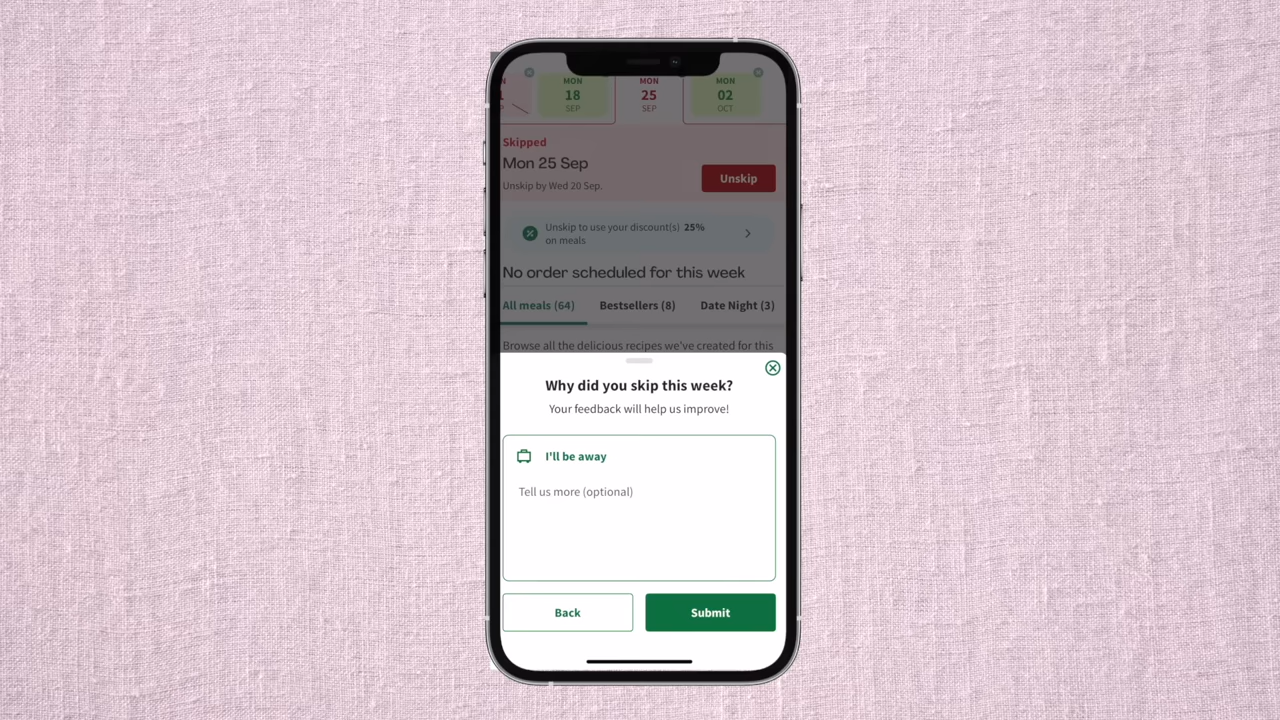 MON MON MON
18 25 02
SEP SEP OCT
Skipped
Mon 25 Sep
Unskip by Wed 20 Sep.
Unskip
Unskip to use your discount(s) 25%
on meals
No order scheduled for this week
All meals (64) Bestsellers (8) Date Night (3)
Browse all the delicious recipes we've created for this
Why did you skip this week?
Your feedback will help us improve!
I'll be away
Tell us more (optional)
Back Submit